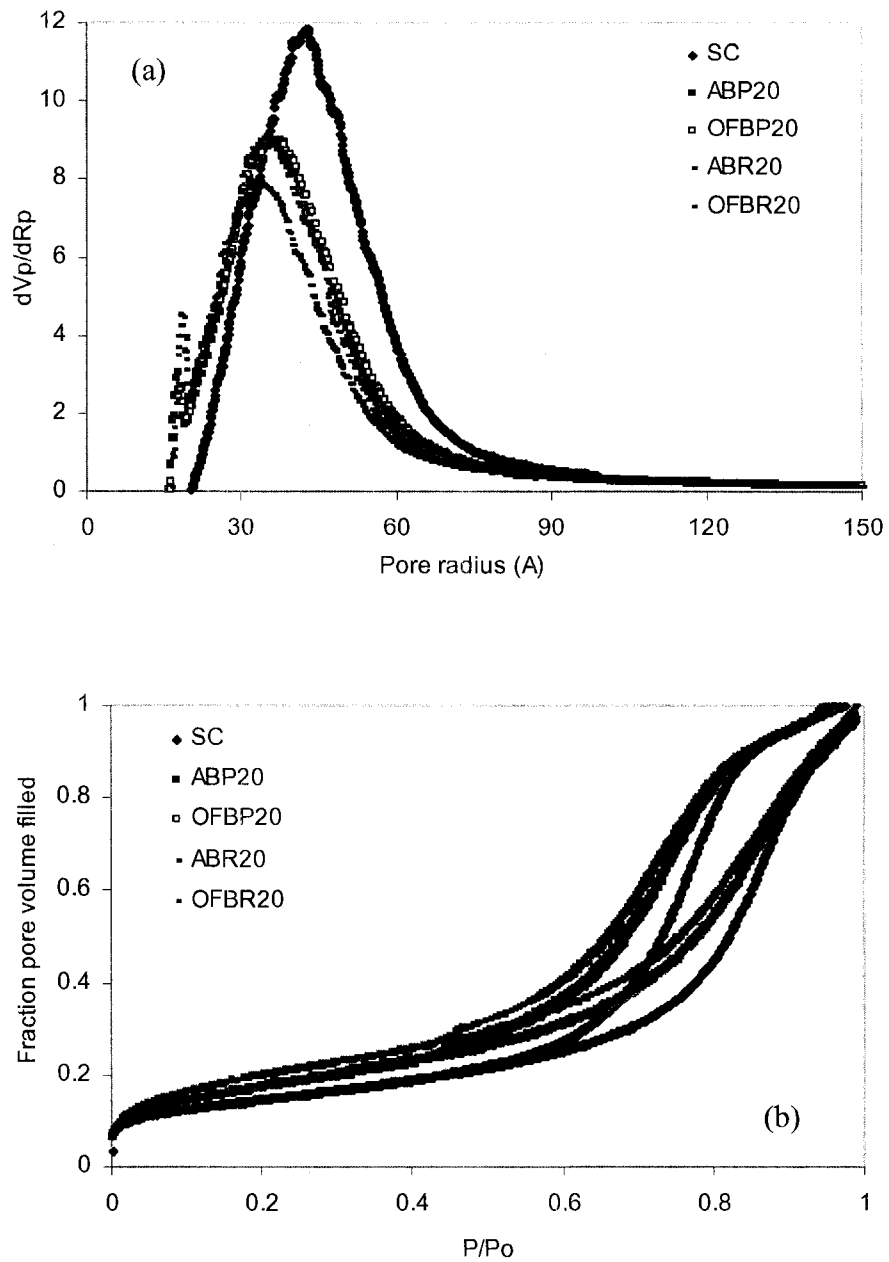 12
10
8
6
4
2
0
dVp/dRp
(a)
SC
ABP20
OFBP20
ABR20
OFBR20
0 30 60 90 120 150
Pore radius (A)
1
0.8
0.6
0.4
0.2
0
Fraction pore volume filled
SC
ABP20
OFBP20
ABR20
OFBR20
(b)
0 0.2 0.4 0.6 0.8 1
P/Po